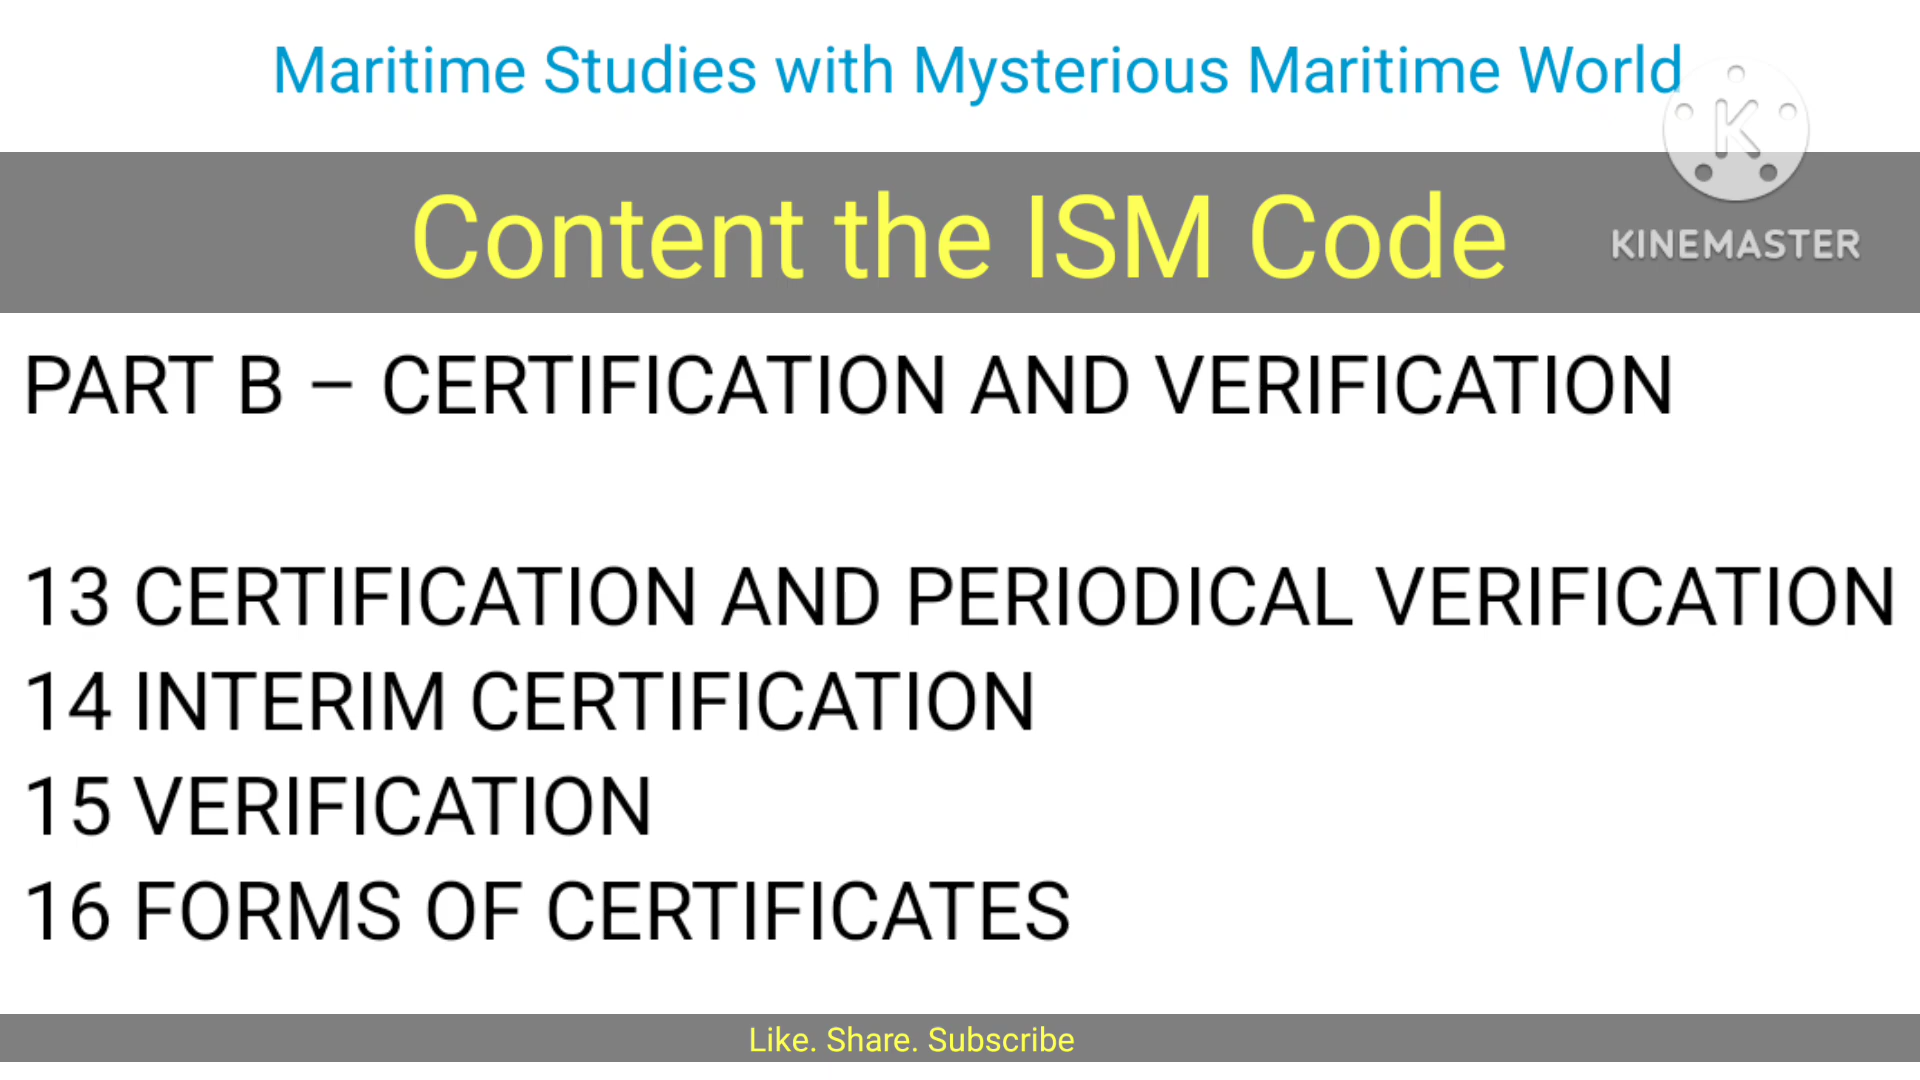 Maritime Studies with Mysterious Maritime World
Content the ISM Code
K
KINEMASTER
PART B – CERTIFICATION AND VERIFICATION
13 CERTIFICATION AND PERIODICAL VERIFICATION
14 INTERIM CERTIFICATION
15 VERIFICATION
16 FORMS OF CERTIFICATES
Like. Share. Subscribe